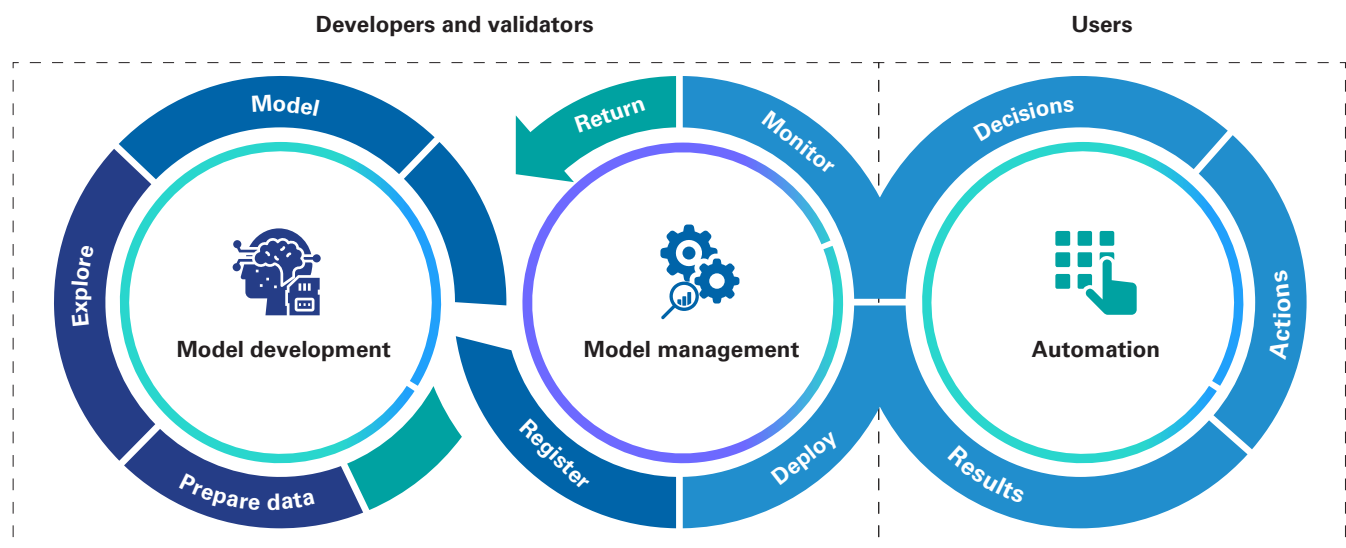 Developers and validators
Users
Model
Explore
Prepare data
Model development
Return
Monitor
Register
Deploy
Model management
Decisions
Actions
Results
Automation